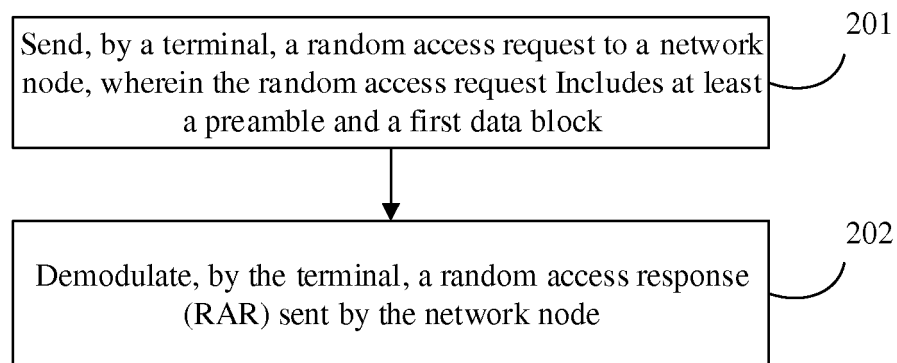 201
Send, by a terminal, a random access request to a network
node, wherein the random access request Includes at least
a preamble and a first data block
202
Demodulate, by the terminal, a random access response
(RAR) sent by the network node